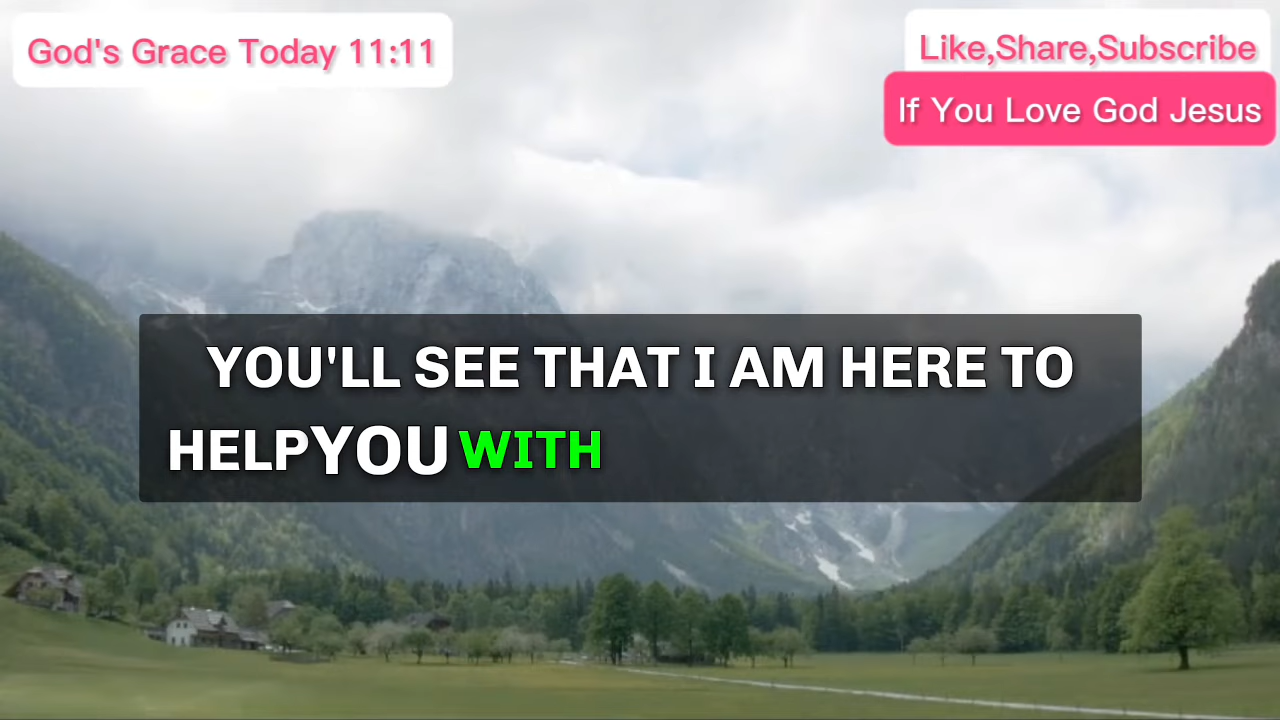 God's Grace Today 11:11
Like,Share,Subscribe
If You Love God Jesus
YOU'LL SEE THAT I AM HERE TO
HELPYOU WITH